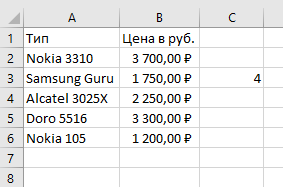 A B C
1 Тип Цена в руб.
2 Nokia 3310 3 700,00 ₽
3 Samsung Guru 1 750,00 ₽ 4
4 Alcatel 3025X 2 250,00 ₽
5 Doro 5516 3 300,00 ₽
6 Nokia 105 1 200,00 ₽
7
8